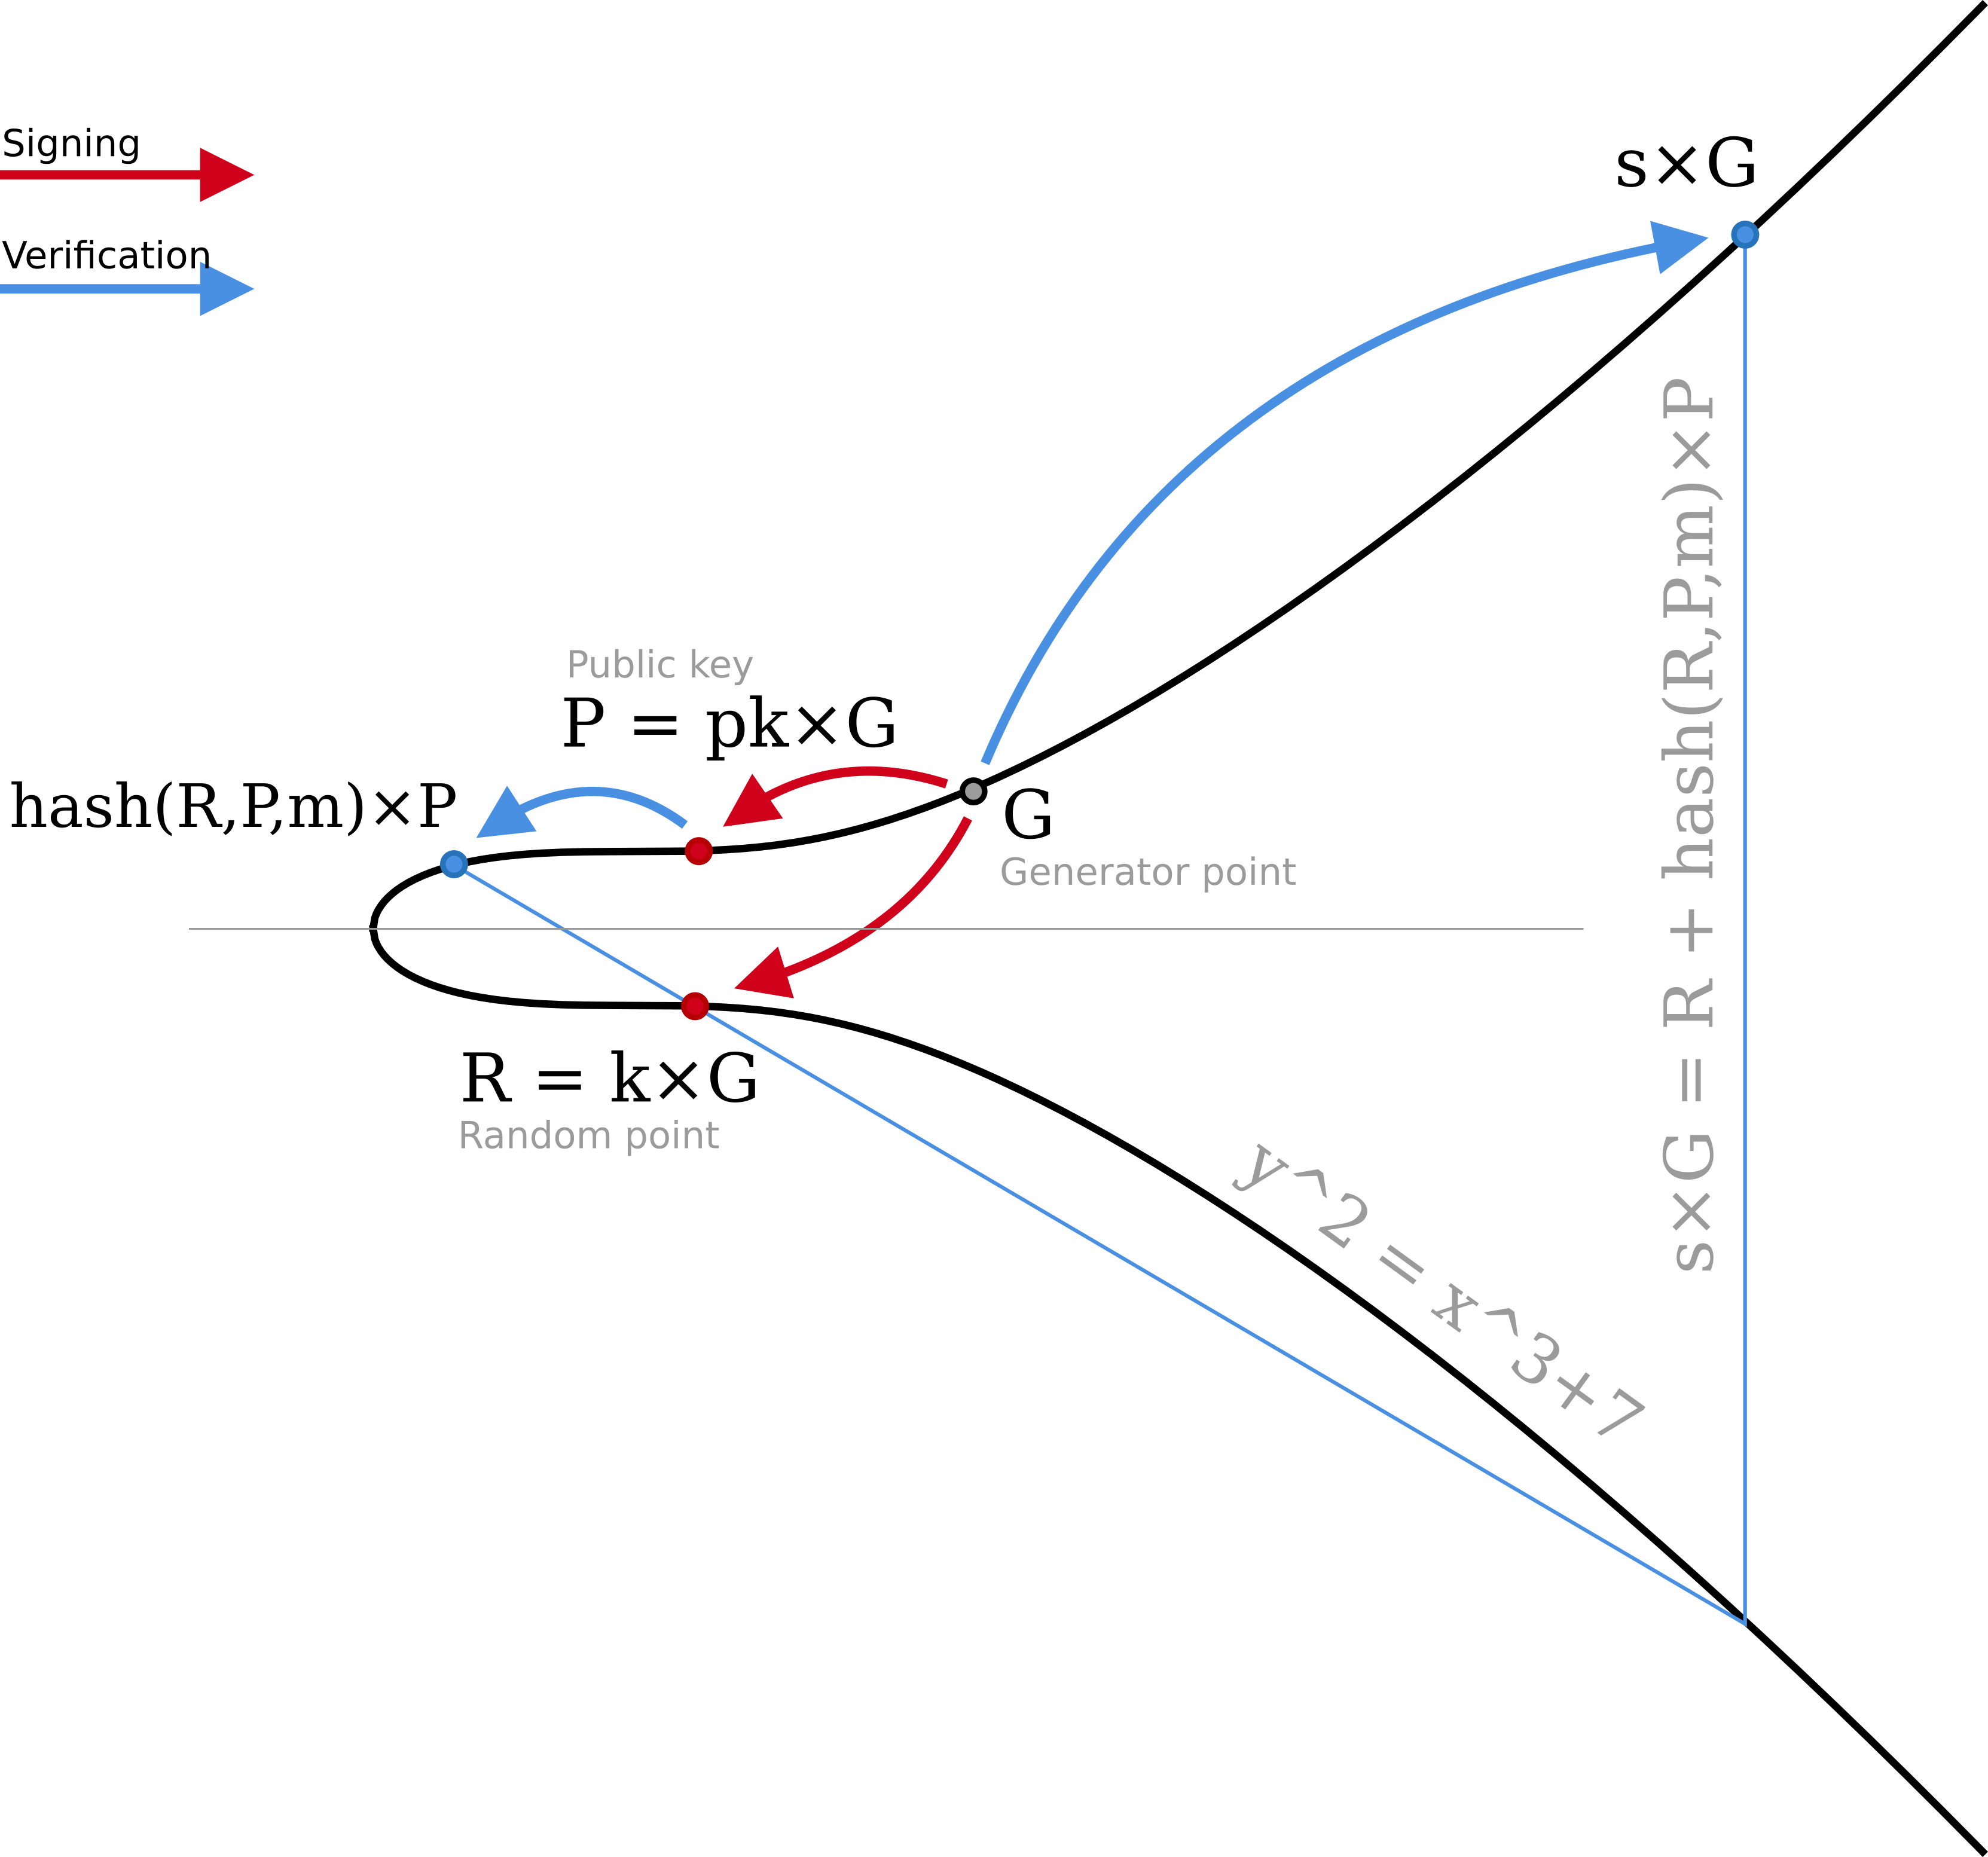 Signing
Verification
s×G
Public key
P = pk×G
hash(R,P,m)×P
G
Generator point
R = k×G
Random point
y^2 = x^3+7
s×G = R + hash(R,P,m)×P